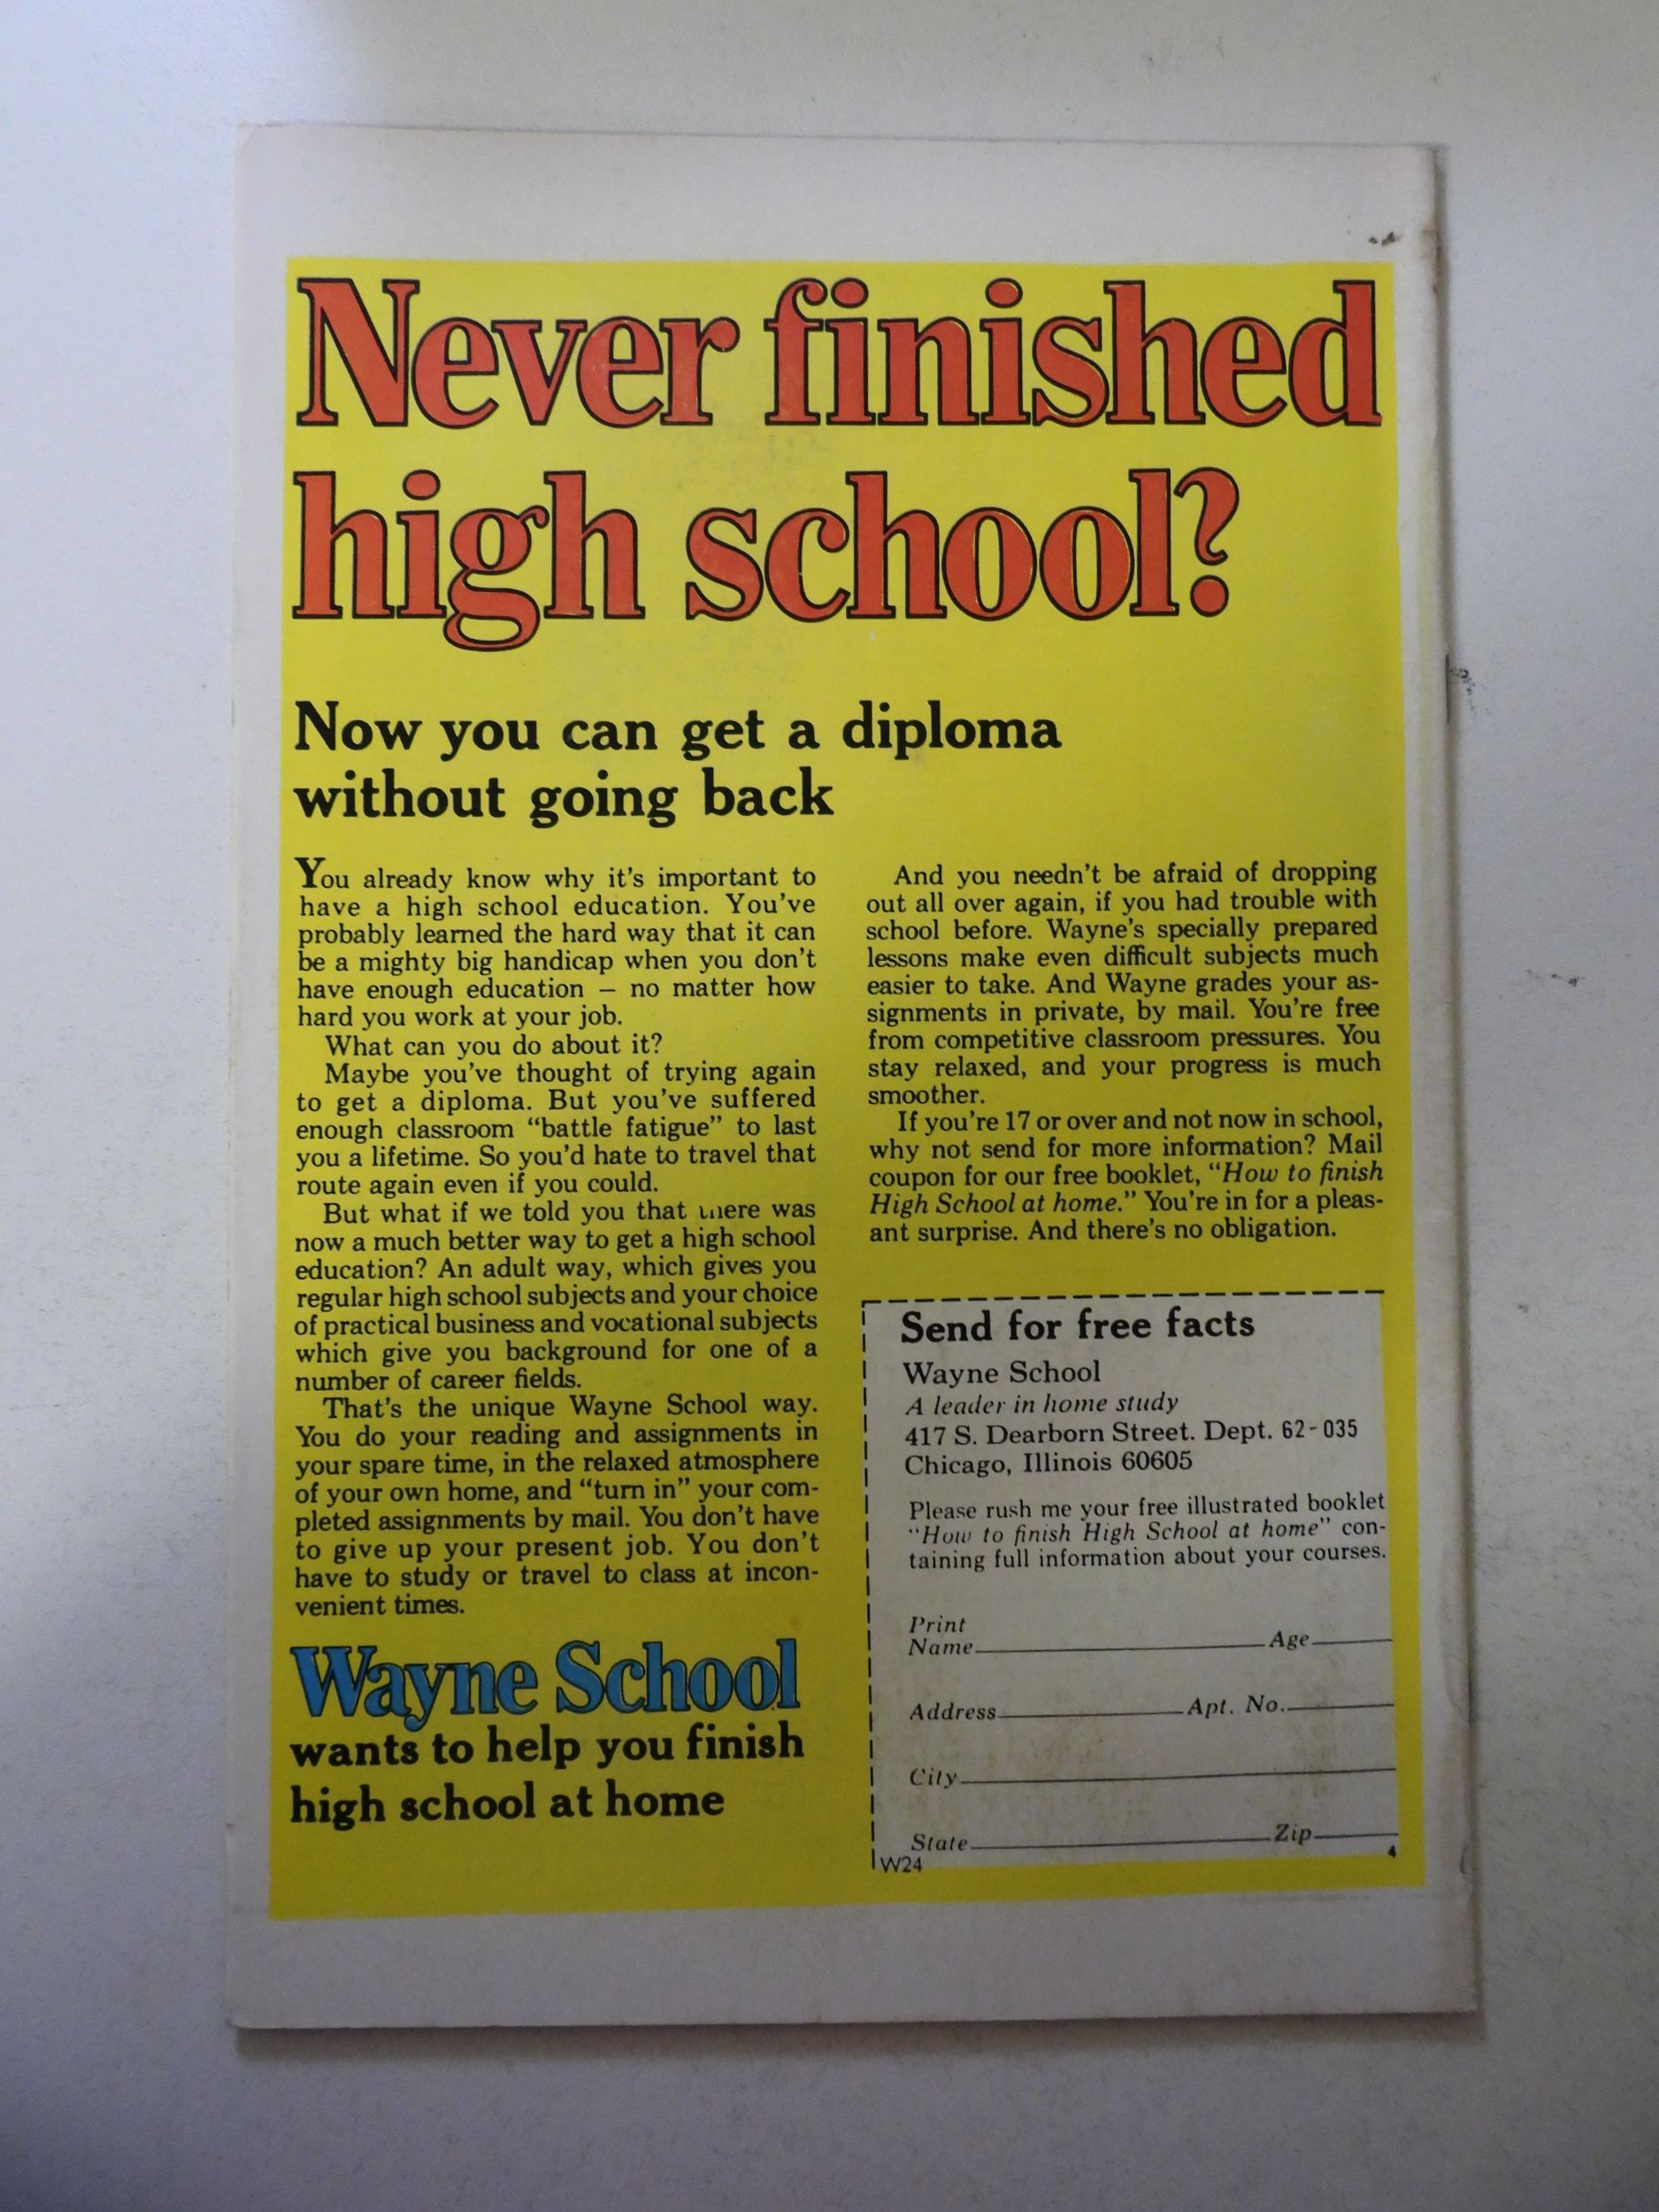 Never finished
high school?
Now you can get a diploma
without going back
You already know why it's important to
have a high school education. You've
probably learned the hard way that it can
be a mighty big handicap when you don't
have enough education – no matter how
hard you work at your job.
What can you do about it?
Maybe you've thought of trying again
to get a diploma. But you've suffered
enough classroom “battle fatigue” to last
you a lifetime. So you'd hate to travel that
route again even if you could.
But what if we told you that there was
now a much better way to get a high school
education? An adult way, which gives you
regular high school subjects and your choice
of practical business and vocational subjects
which give you background for one of a
number of career fields.
That's the unique Wayne School way.
You do your reading and assignments in
your spare time, in the relaxed atmosphere
of your own home, and “turn in” your com-
pleted assignments by mail. You don't have
to give up your present job. You don't
have to study or travel to class at incon-
venient times.
Wayne School
wants to help you finish
high school at home
And you needn't be afraid of dropping
out all over again, if you had trouble with
school before. Wayne's specially prepared
lessons make even difficult subjects much
easier to take. And Wayne grades your as-
signments in private, by mail. You're free
from competitive classroom pressures. You
stay relaxed, and your progress is much
smoother.
If you're 17 or over and not now in school,
why not send for more information? Mail
coupon for our free booklet, “How to finish
High School at home.” You're in for a pleas-
ant surprise. And there's no obligation.
Send for free facts
Wayne School
A leader in home study
417 S. Dearborn Street. Dept. 62-035
Chicago, Illinois 60605
Please rush me your free illustrated booklet
“How to finish High School at home” con-
taining full information about your courses.
Print
Name Age
Address Apt. No.
City
State Zip
W24 4